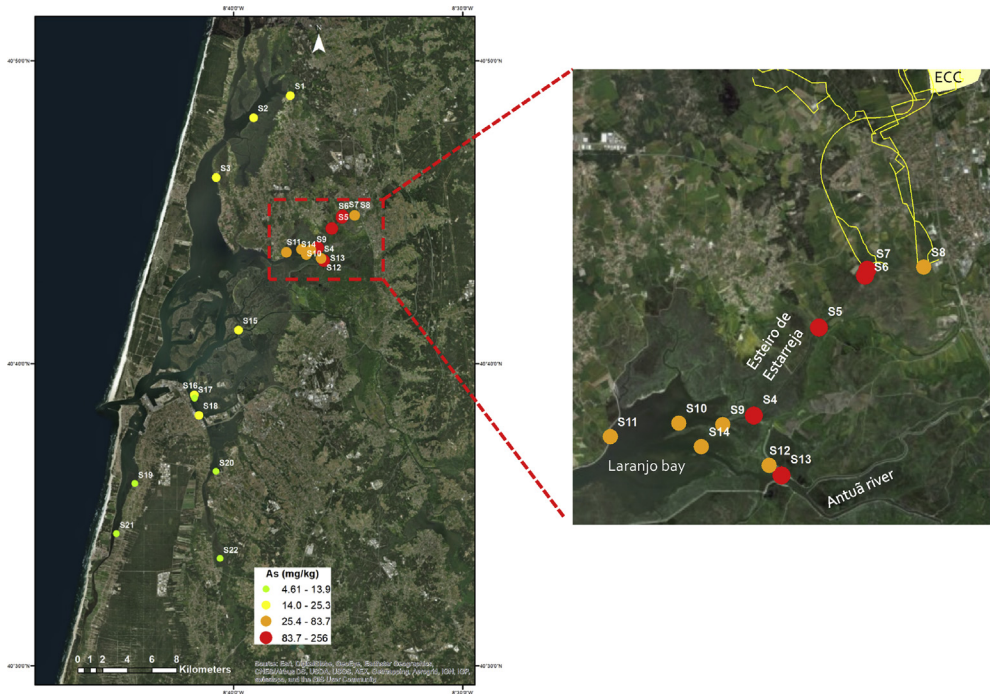 8°40'0"W
8°30'0"W
40°50'0"N
40°50'0"N
S1
S2
S3
S6 S7 S8
S5
S9
S11 S14 S4
S10 S13
S12
S15
40°40'0"N
40°40'0"N
S16
S17
S18
S20
S19
S21
S22
As (mg/kg)
4.61 - 13.9
14.0 - 25.3
25.4 - 83.7
83.7 - 256
0 1 2 4 6 8
Kilometers
40°30'0"N
40°30'0"N
8°40'0"W
8°30'0"W
ECC
S7
S8
S6
S5
Esteiro de
Estarreja
S4
S10
S9
S11
S14
S12
S13
Laranjo bay
Antuã river